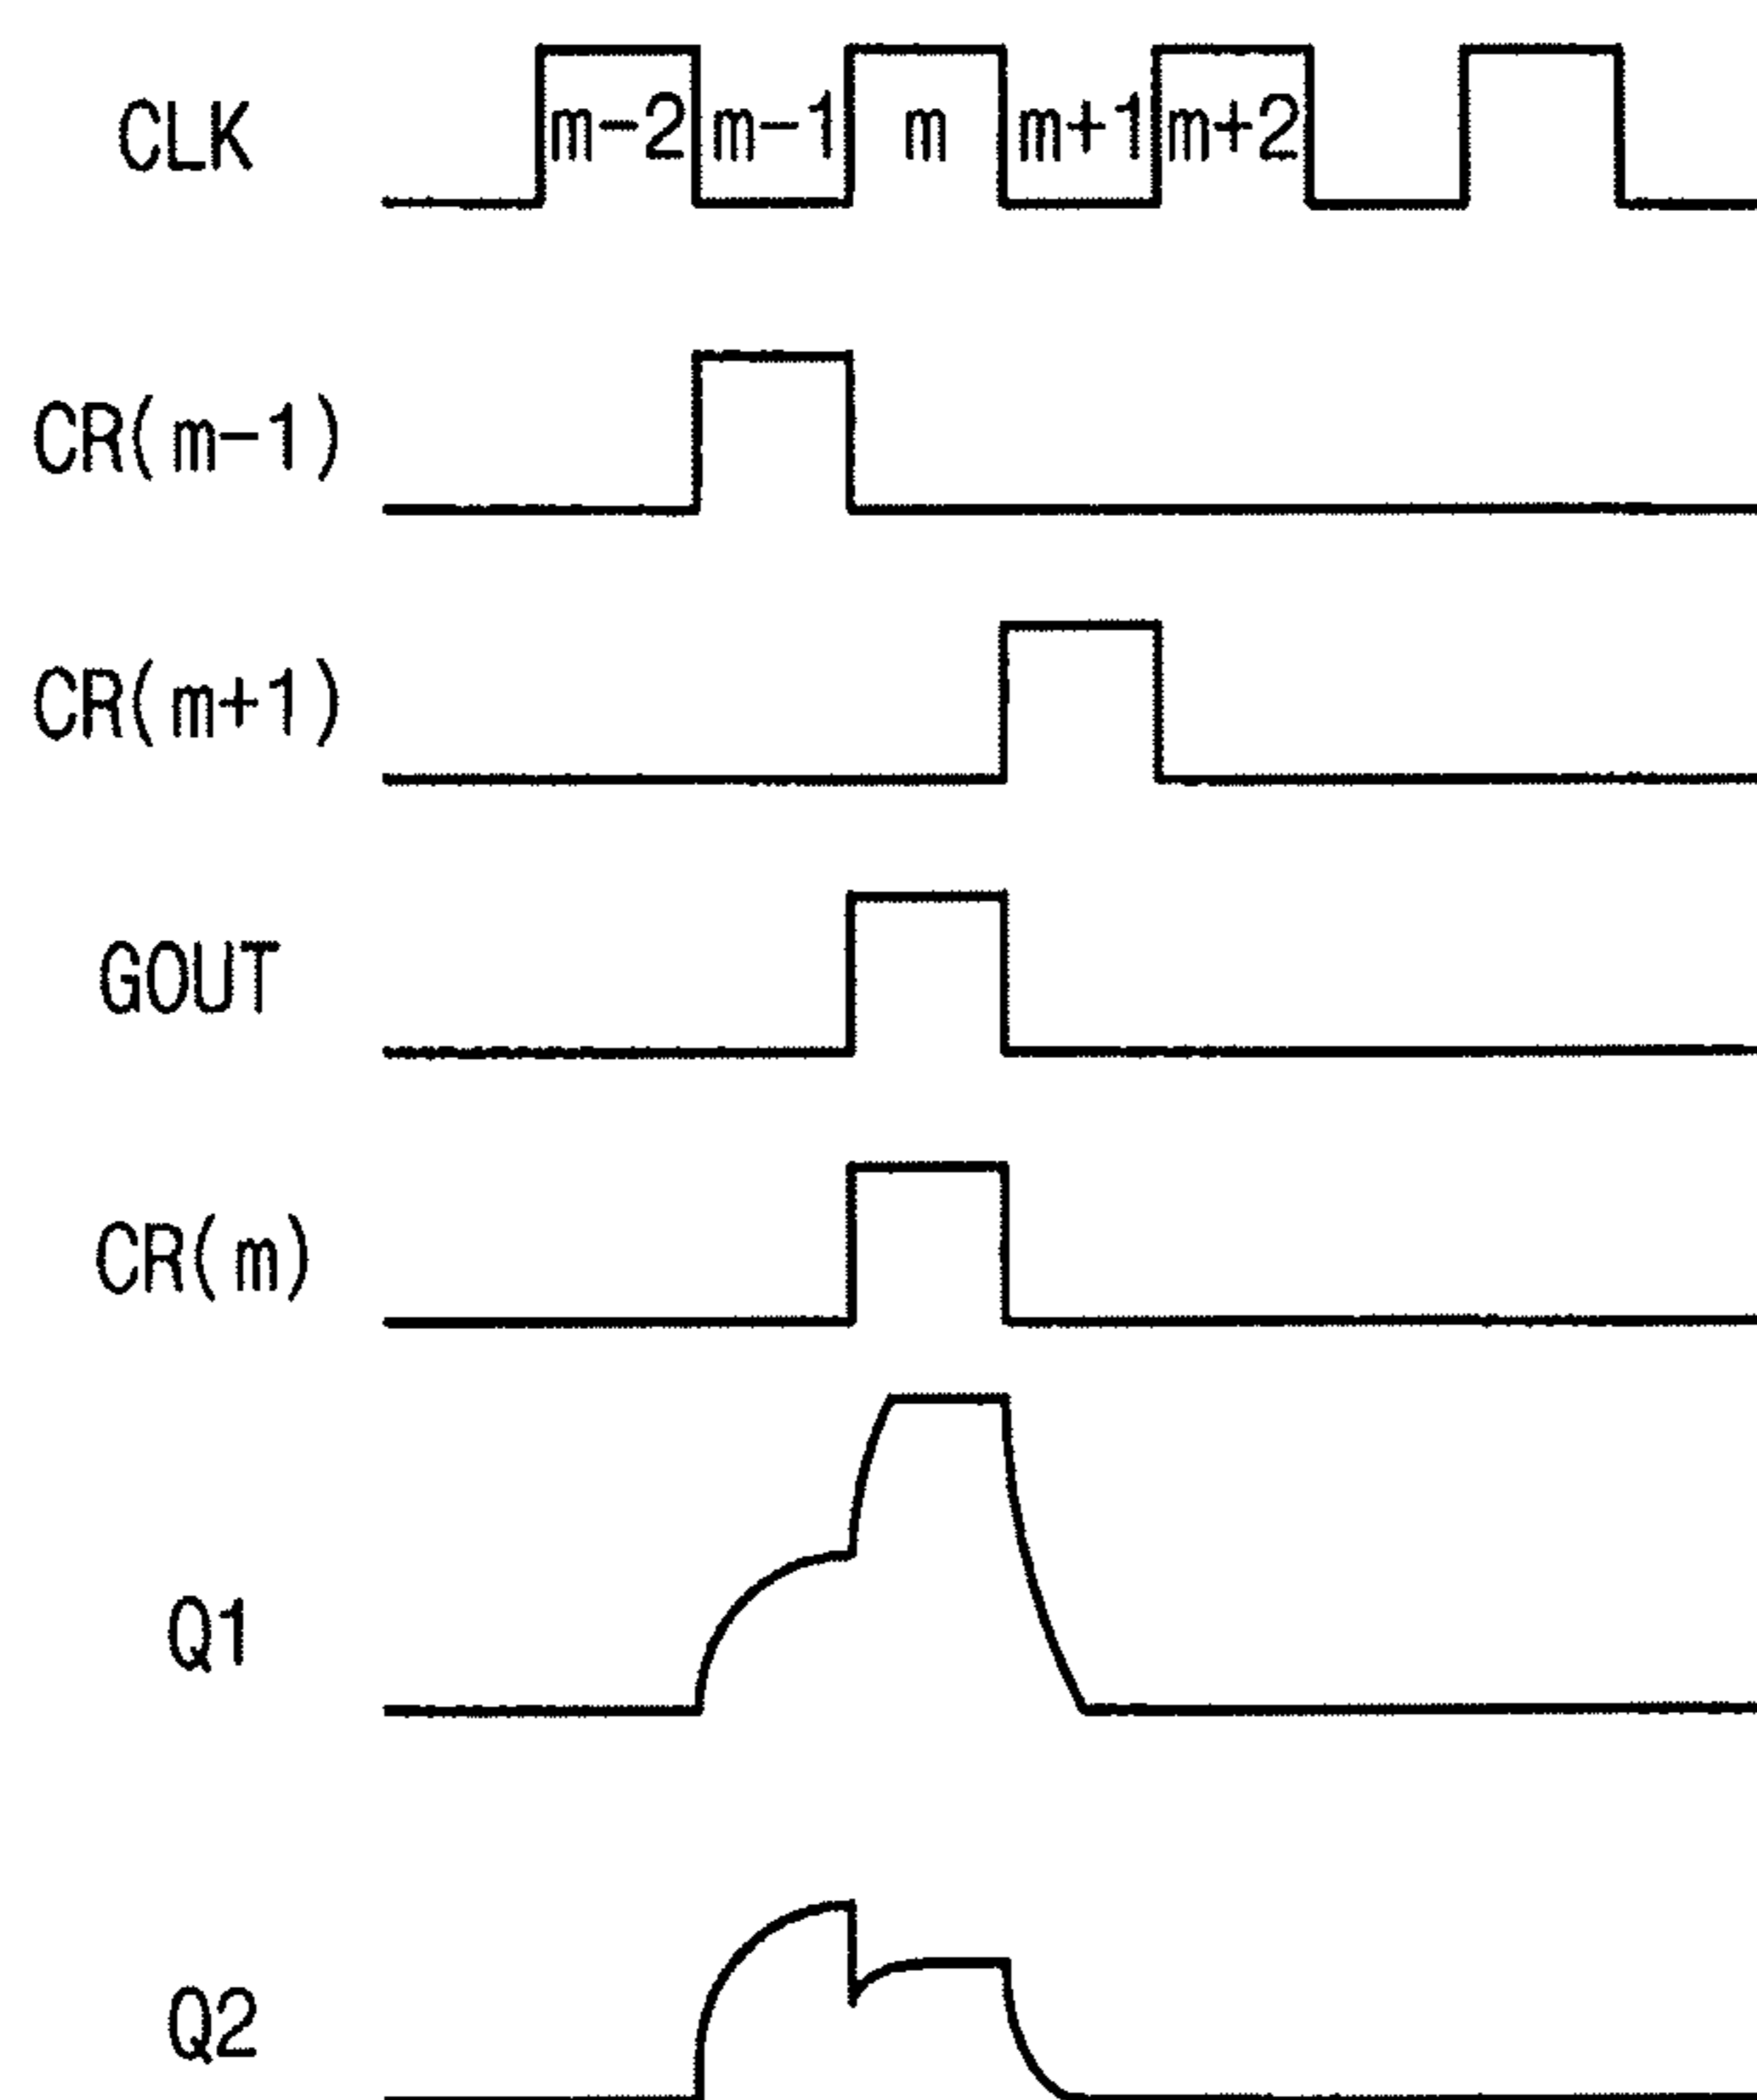 CLK m-2 m-1 m m+1 m+2
CR(m-1)
CR(m+1)
GOUT
CR(m)
Q1
Q2